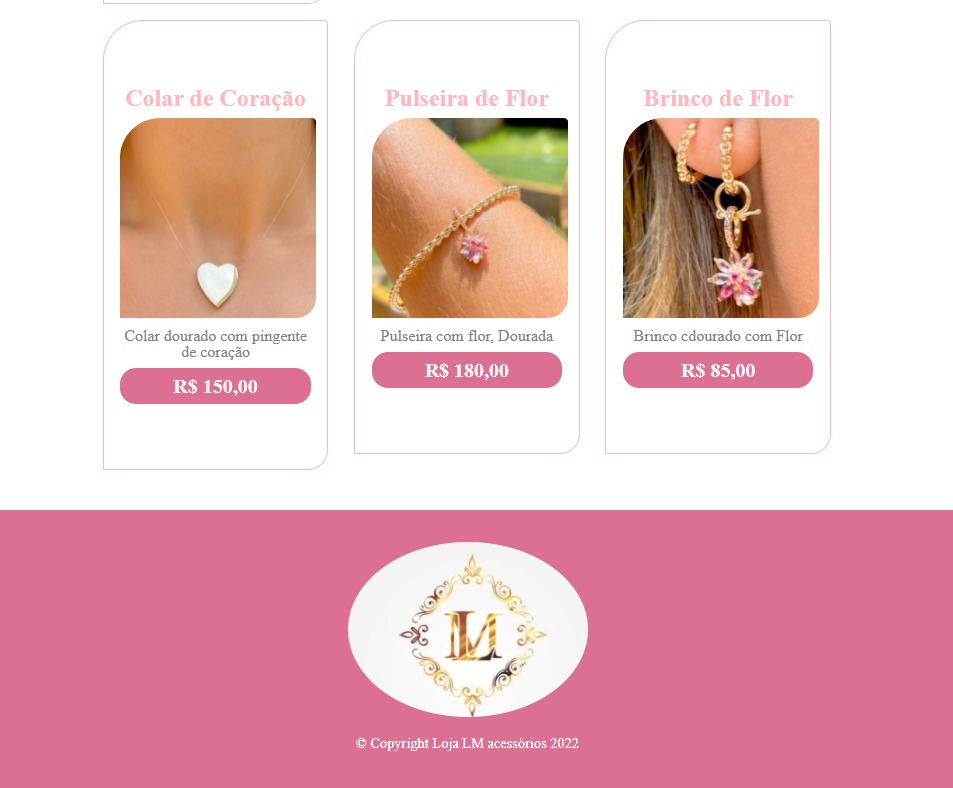 Colar de Coração
Pulseira de Flor
Brinco de Flor
Colar dourado com pingente
de coração
R$ 150,00
Pulseira com flor, Dourada
R$ 180,00
Brinco cdourado com Flor
R$ 85,00
LM
© Copyright Loja LM acessórios 2022